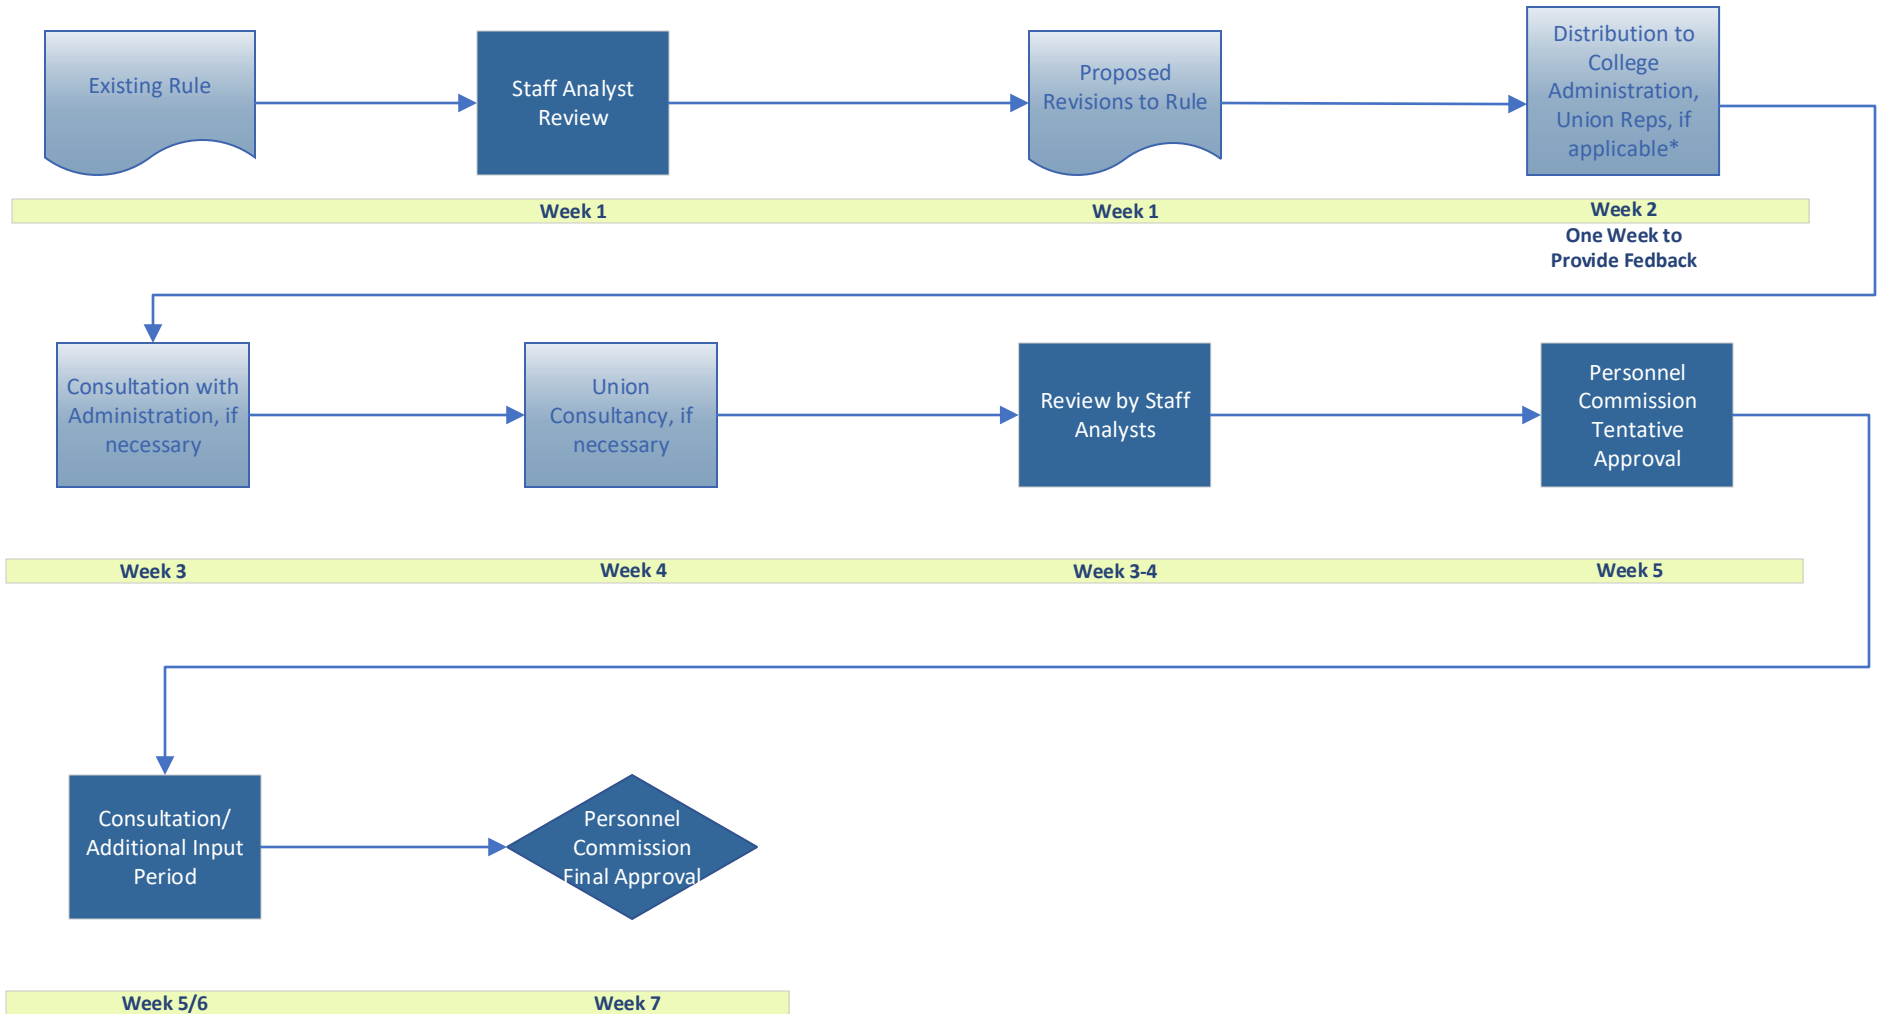 Existing Rule
Staff Analyst
Review
Proposed
Revisions to Rule
Distribution to
College
Administration,
Union Reps, if
applicable*
Week 1
Week 1
Week 2
One Week to
Provide Fedback
Consultation with
Administration, if
necessary
Union
Consultancy, if
necessary
Review by Staff
Analysts
Personnel
Commission
Tentative
Approval
Week 3
Week 4
Week 3-4
Week 5
Consultation/
Additional Input
Period
Personnel
Commission
Final Approval
Week 5/6
Week 7